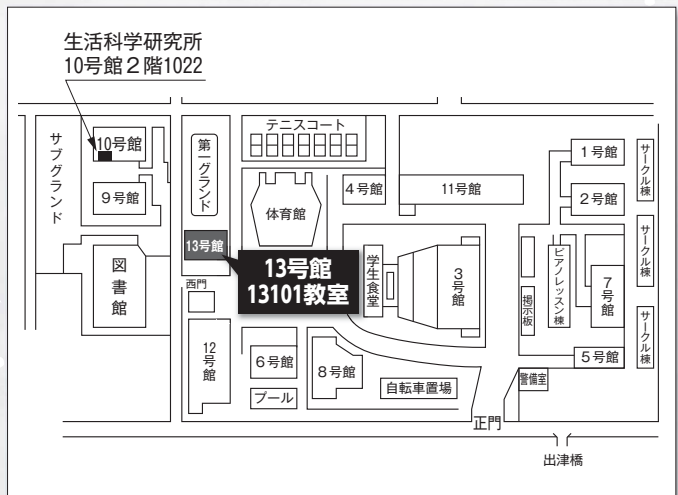 生活科学研究所
10号館2階1022
サブグランド
10号館
9号館
図書館
第一グランド
13号館
西門
12号館
テニスコート
体育館
13号館
13101教室
4号館
11号館
学生食堂
3号館
6号館
プール
8号館
自転車置場
正門
1号館
2号館
サークル棟
サークル棟
サークル棟
ピアノレッスン棟
掲示板
7号館
5号館
警備室
出津橋